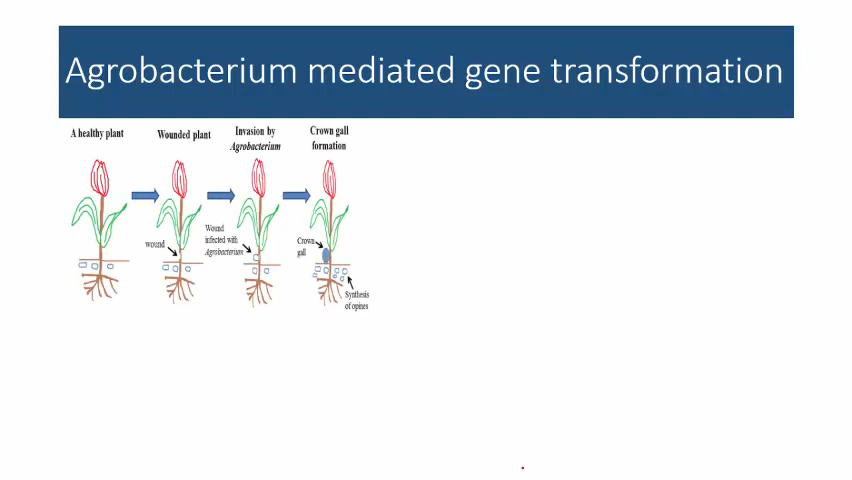 Agrobacterium mediated gene transformation
A healthy plant
Wounded plant
Invasion by
Agrobacterium
Crown gall
formation
wound
Wound
infected with
Agrobacterium
Crown
gall
Synthesis
of opines